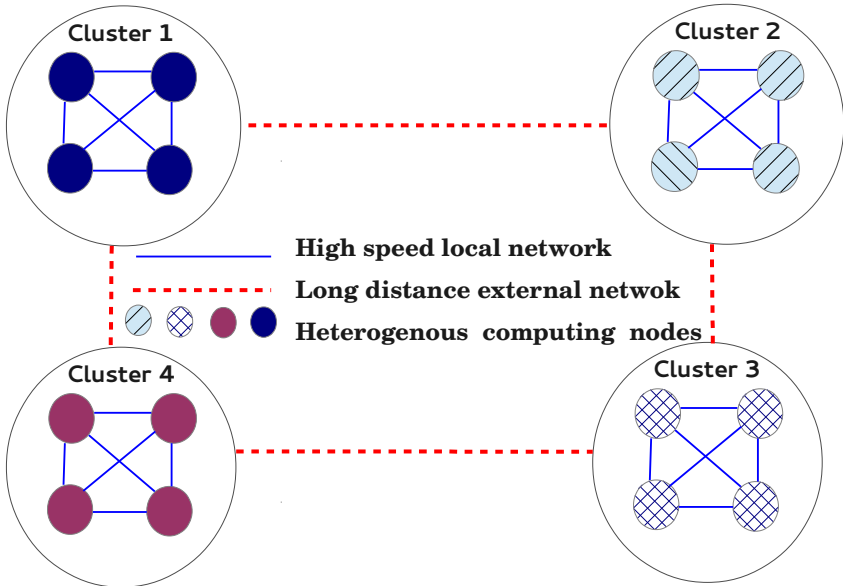 Cluster 1
Cluster 2
High speed local network
Long distance external netwok
Heterogenous computing nodes
Cluster 4
Cluster 3